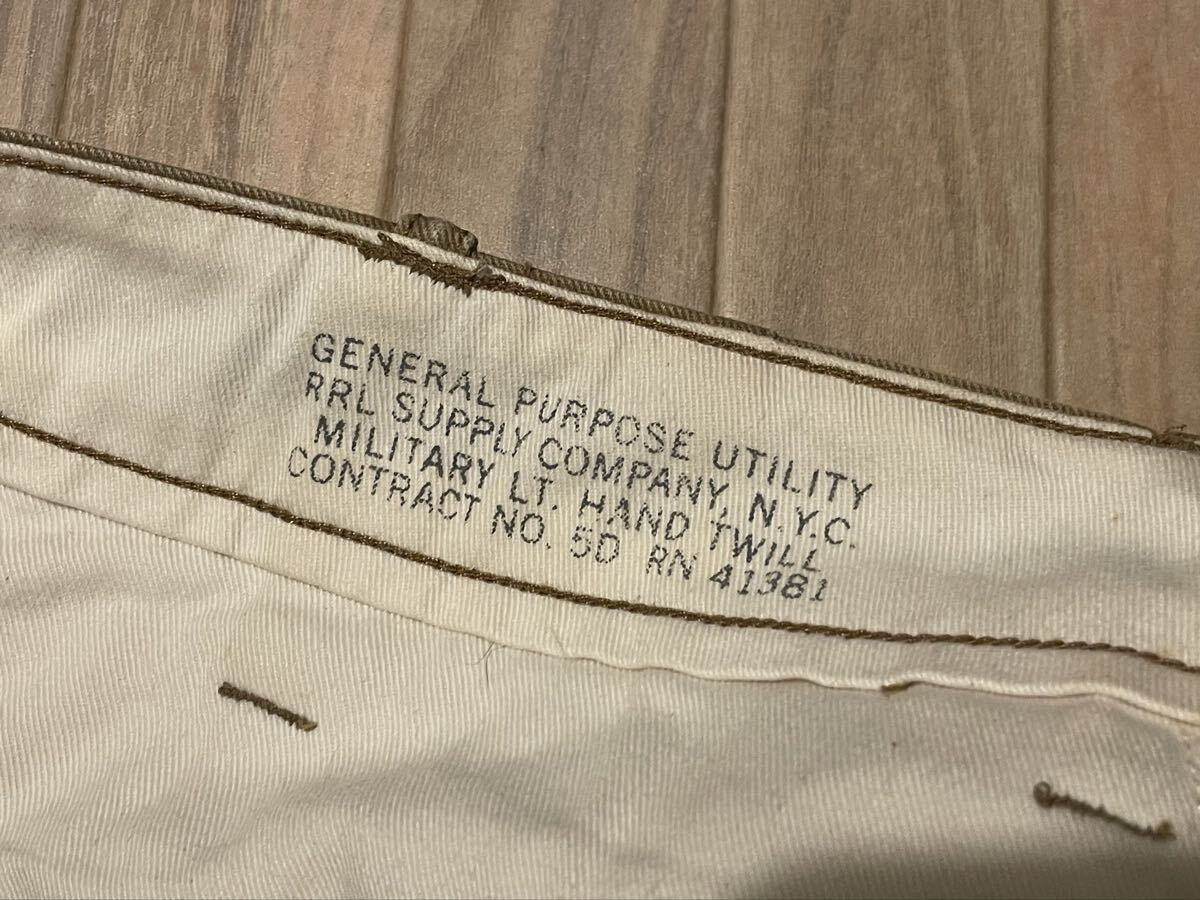 GENERAL PURPOSE UTILITY
RRL SUPPLY COMPANY, N.Y.C.
MILITARY LT. HAND TWILL
CONTRACT NO. 5D RN 41381